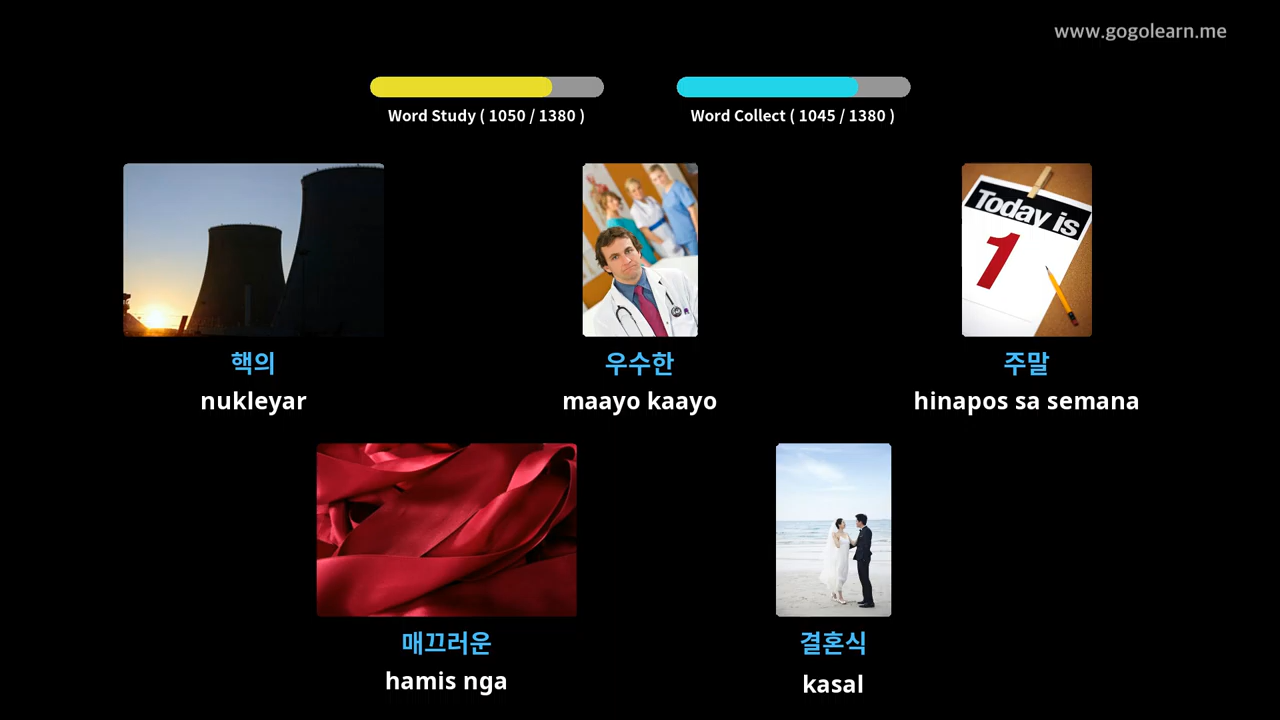 www.gogolearn.me
Word Study ( 1050 / 1380 )
Word Collect ( 1045 / 1380 )
Today is
1
핵의
nukleyar
우수한
maayo kaayo
주말
hinapos sa semana
매끄러운
hamis nga
결혼식
kasal